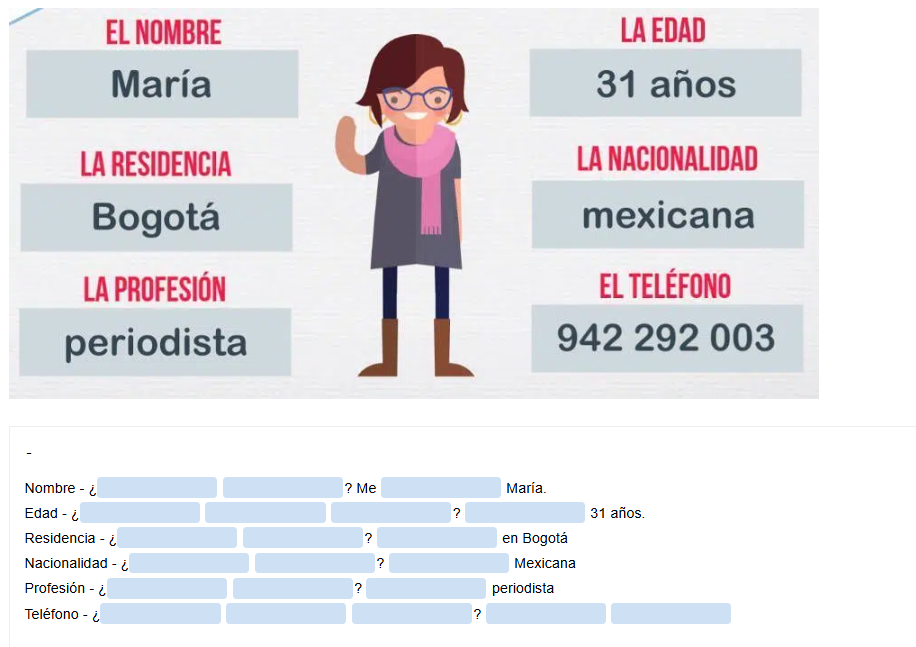 EL NOMBRE
María
LA RESIDENCIA
Bogotá
LA PROFESIÓN
periodista
LA EDAD
31 años
LA NACIONALIDAD
mexicana
EL TELÉFONO
942 292 003
-
Nombre - ¿ ? Me María.
Edad - ¿ ? 31 años.
Residencia - ¿ ? en Bogotá
Nacionalidad - ¿ ? Mexicana
Profesión - ¿ ? periodista
Teléfono - ¿ ?